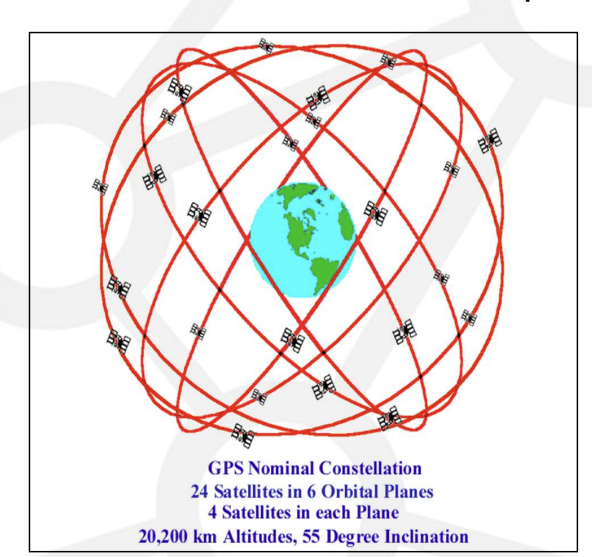 GPS Nominal Constellation
24 Satellites in 6 Orbital Planes
4 Satellites in each Plane
20,200 km Altitudes, 55 Degree Inclination